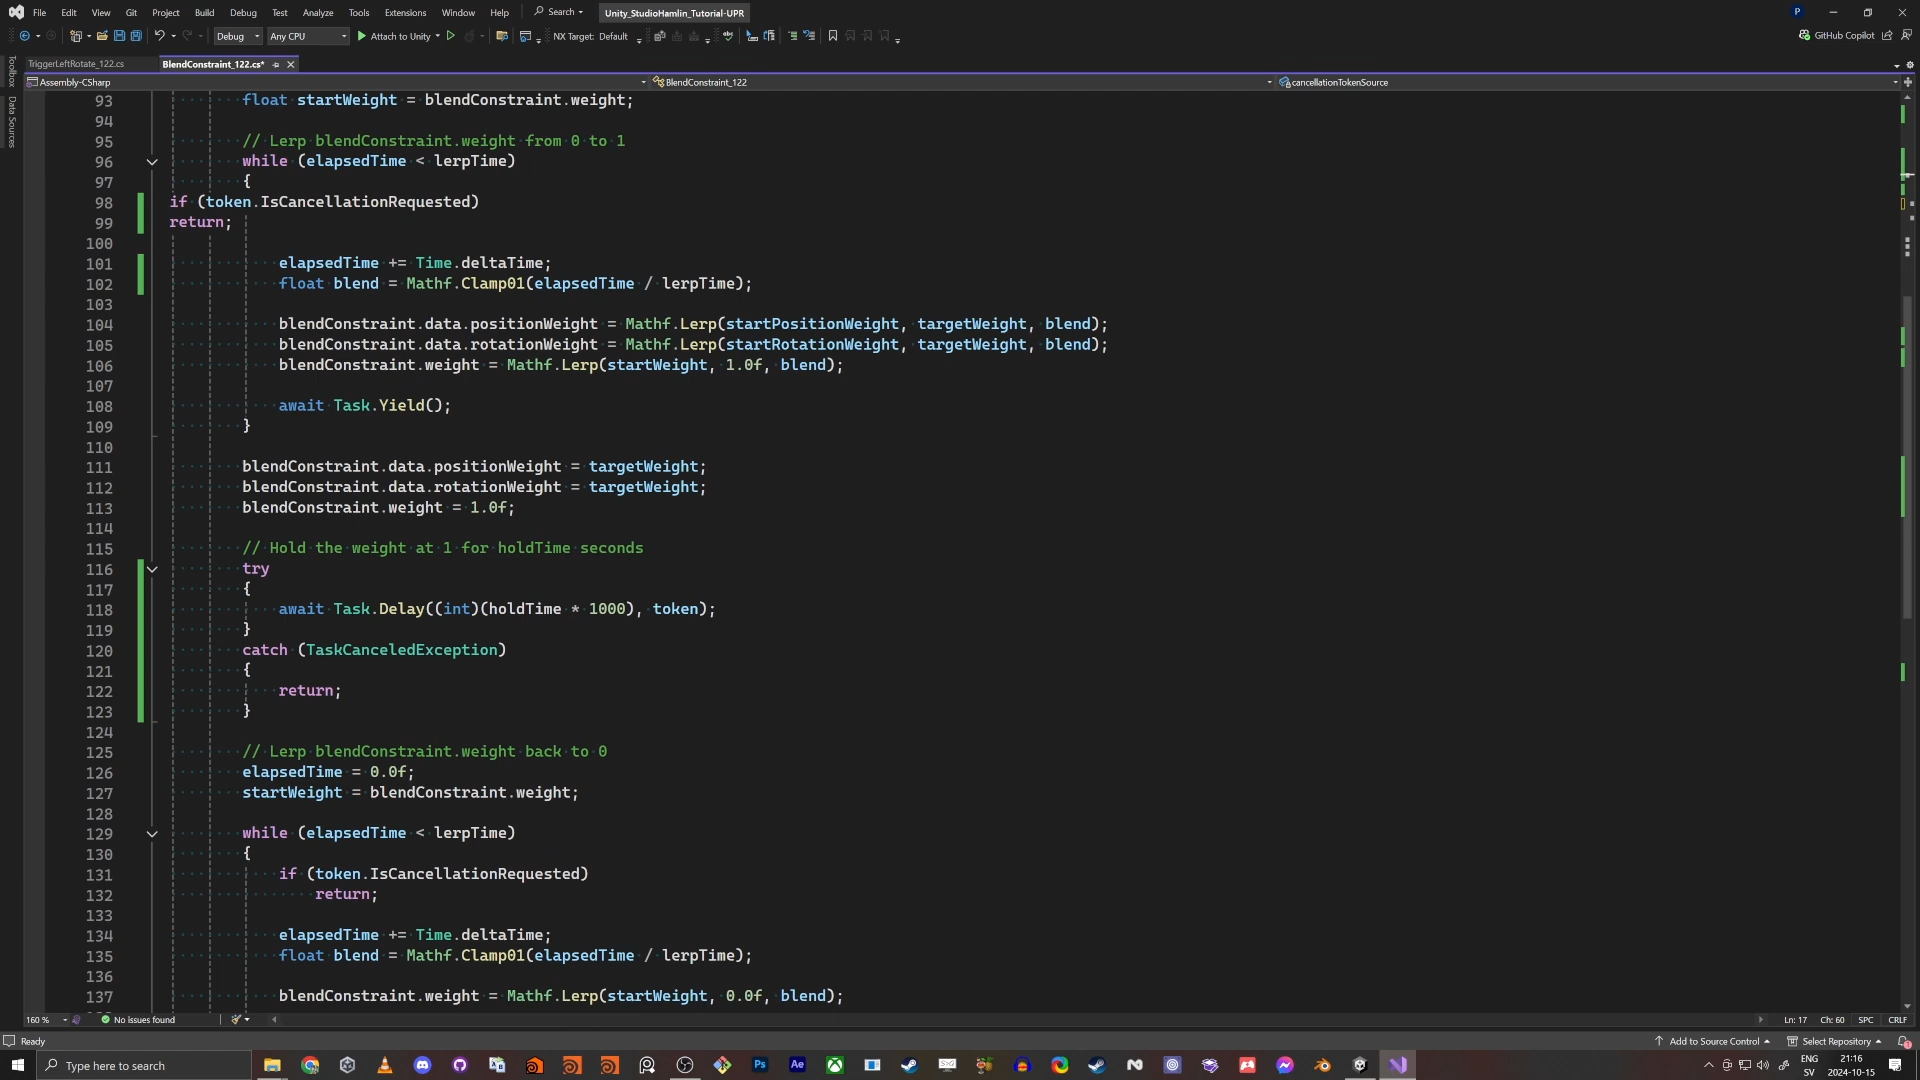 File Edit View Git Project Build Debug Test Analyze Tools Extensions Window Help Search Unity_StudioHamlin_Tutorial-UPR P
Debug Any CPU Attach to Unity NX Target: Default GitHub Copilot
TriggerLeftRotate_122.cs BlendConstraint_122.cs*
Assembly-CSharp BlendConstraint_122 cancellationTokenSource
Toolbox
Data Sources
93 float startWeight = blendConstraint.weight;
94
95 // Lerp blendConstraint.weight from 0 to 1
96 while (elapsedTime < lerpTime)
97 {
98 if (token.IsCancellationRequested)
99 return;
100
101 elapsedTime += Time.deltaTime;
102 float blend = Mathf.Clamp01(elapsedTime / lerpTime);
103
104 blendConstraint.data.positionWeight = Mathf.Lerp(startPositionWeight, targetWeight, blend);
105 blendConstraint.data.rotationWeight = Mathf.Lerp(startRotationWeight, targetWeight, blend);
106 blendConstraint.weight = Mathf.Lerp(startWeight, 1.0f, blend);
107
108 await Task.Yield();
109 }
110
111 blendConstraint.data.positionWeight = targetWeight;
112 blendConstraint.data.rotationWeight = targetWeight;
113 blendConstraint.weight = 1.0f;
114
115 // Hold the weight at 1 for holdTime seconds
116 try
117 {
118 await Task.Delay((int)(holdTime * 1000), token);
119 }
120 catch (TaskCanceledException)
121 {
122 return;
123 }
124
125 // Lerp blendConstraint.weight back to 0
126 elapsedTime = 0.0f;
127 startWeight = blendConstraint.weight;
128
129 while (elapsedTime < lerpTime)
130 {
131 if (token.IsCancellationRequested)
132 return;
133
134 elapsedTime += Time.deltaTime;
135 float blend = Mathf.Clamp01(elapsedTime / lerpTime);
136
137 blendConstraint.weight = Mathf.Lerp(startWeight, 0.0f, blend);
160 % No issues found Ln: 17 Ch: 60 SPC CRLF
Ready Add to Source Control Select Repository
Type here to search Ps Ae ENG 21:16
SV 2024-10-15